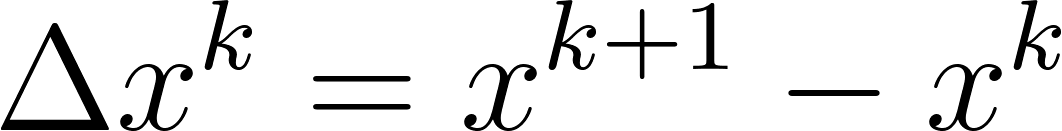 Δx^k = x^{k+1} − x^k